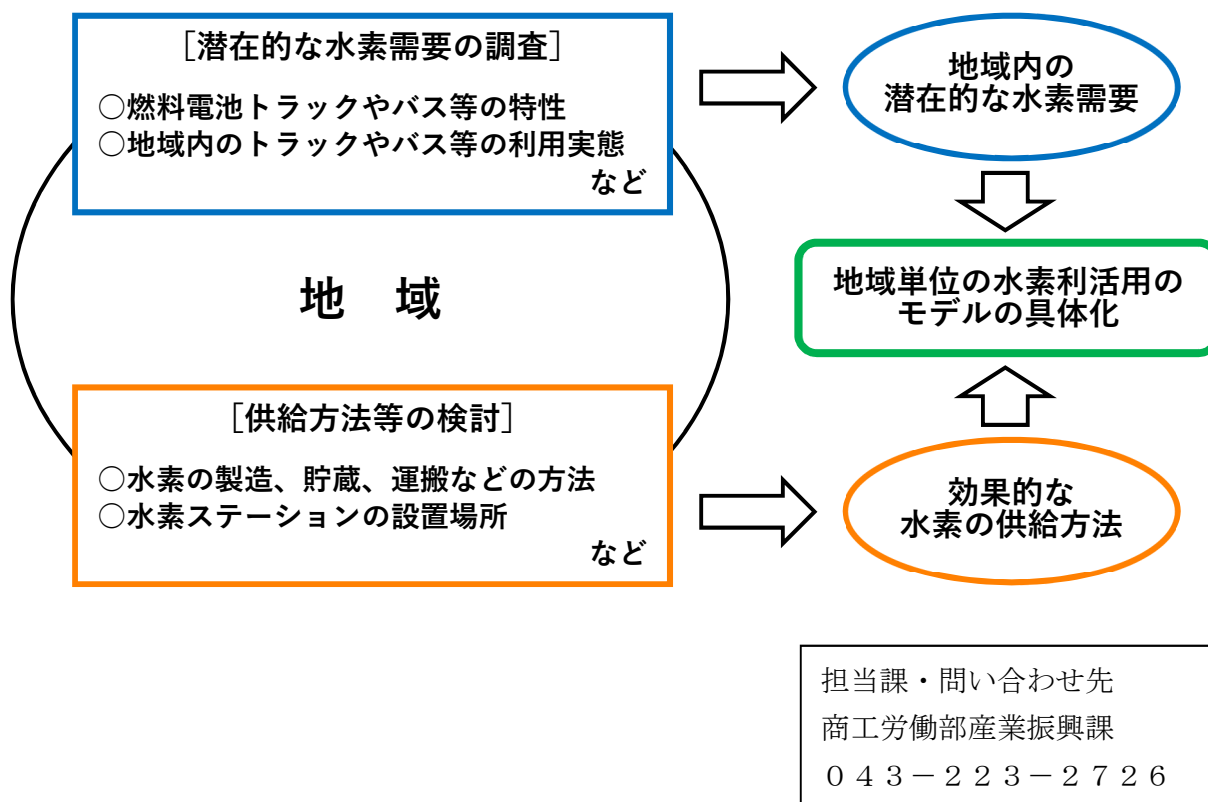 ［潜在的な水素需要の調査］
○燃料電池トラックやバス等の特性
○地域内のトラックやバス等の利用実態
など
地域内の
潜在的な水素需要
地　域
地域単位の水素利活用の
モデルの具体化
［供給方法等の検討］
○水素の製造、貯蔵、運搬などの方法
○水素ステーションの設置場所
など
効果的な
水素の供給方法
担当課・問い合わせ先
商工労働部産業振興課
０４３－２２３－２７２６